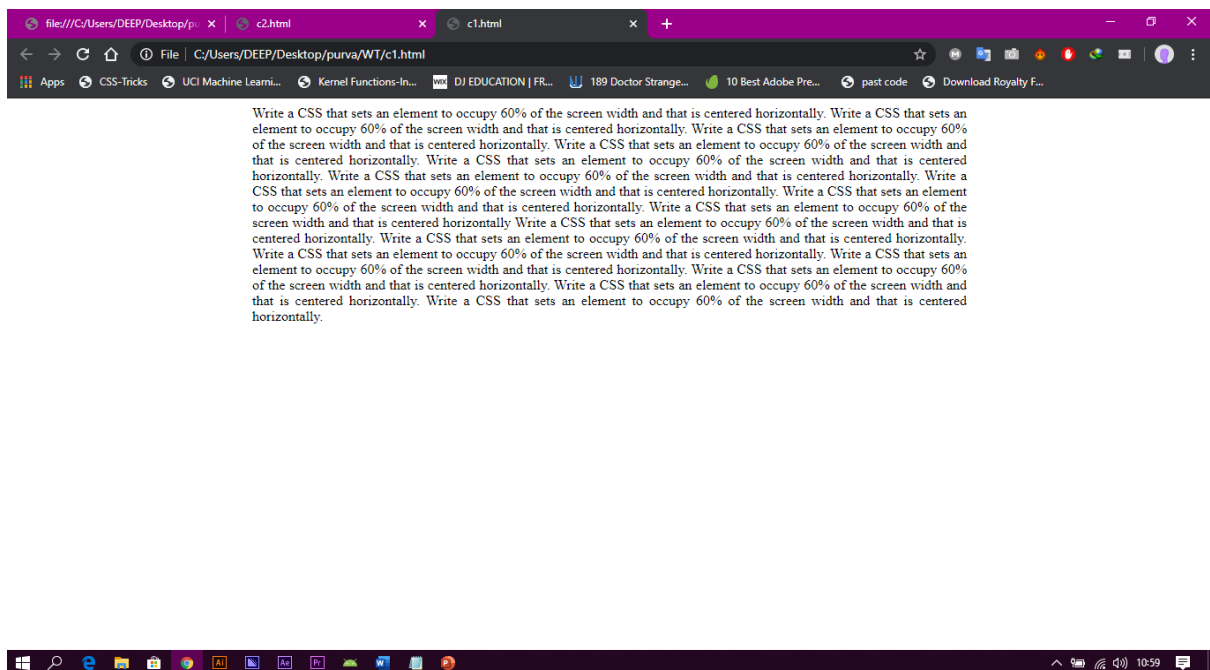 file:///C:/Users/DEEP/Desktop/pu
c2.html
c1.html
File
C:/Users/DEEP/Desktop/purva/WT/c1.html
Apps
CSS-Tricks
UCI Machine Learni...
Kernel Functions-In...
WIX
DJ EDUCATION | FR...
189 Doctor Strange...
10 Best Adobe Pre...
past code
Download Royalty F...
Write a CSS that sets an element to occupy 60% of the screen width and that is centered horizontally. Write a CSS that sets an
element to occupy 60% of the screen width and that is centered horizontally. Write a CSS that sets an element to occupy 60%
of the screen width and that is centered horizontally. Write a CSS that sets an element to occupy 60% of the screen width and
that is centered horizontally. Write a CSS that sets an element to occupy 60% of the screen width and that is centered
horizontally. Write a CSS that sets an element to occupy 60% of the screen width and that is centered horizontally. Write a
CSS that sets an element to occupy 60% of the screen width and that is centered horizontally. Write a CSS that sets an element
to occupy 60% of the screen width and that is centered horizontally. Write a CSS that sets an element to occupy 60% of the
screen width and that is centered horizontally Write a CSS that sets an element to occupy 60% of the screen width and that is
centered horizontally. Write a CSS that sets an element to occupy 60% of the screen width and that is centered horizontally.
Write a CSS that sets an element to occupy 60% of the screen width and that is centered horizontally. Write a CSS that sets an
element to occupy 60% of the screen width and that is centered horizontally. Write a CSS that sets an element to occupy 60%
of the screen width and that is centered horizontally. Write a CSS that sets an element to occupy 60% of the screen width and
that is centered horizontally. Write a CSS that sets an element to occupy 60% of the screen width and that is centered
horizontally.
Ai
Ae
Pr
10:59